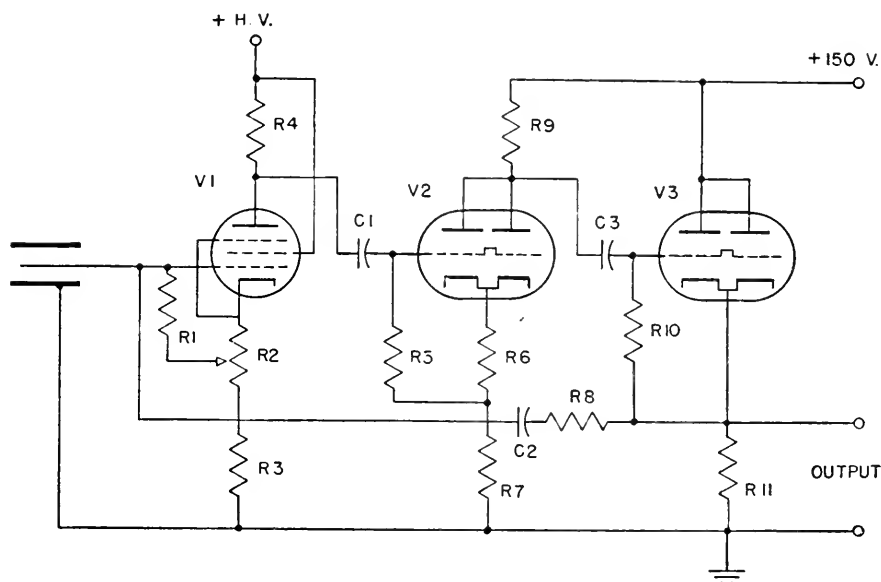 + H. V.
+150 V.
R4
R9
V1
V2
V3
C1
C3
R1
R2
R5
R6
R10
R8
C2
R3
R7
R11
OUTPUT